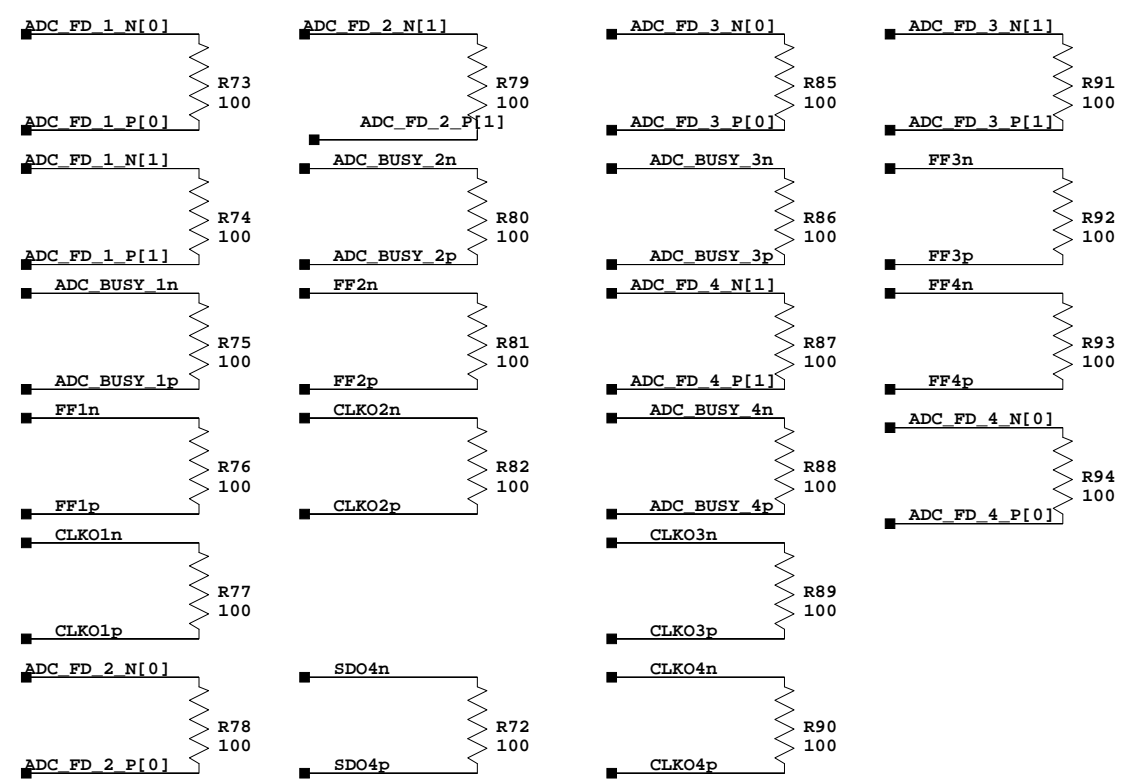 ADC_FD_1_N[0]
R73
100
ADC_FD_1_P[0]
ADC_FD_1_N[1]
R74
100
ADC_FD_1_P[1]
ADC_BUSY_1n
R75
100
ADC_BUSY_1p
FF1n
R76
100
FF1p
CLKO1n
R77
100
CLKO1p
ADC_FD_2_N[0]
R78
100
ADC_FD_2_P[0]
ADC_FD_2_N[1]
R79
100
ADC_FD_2_P[1]
ADC_BUSY_2n
R80
100
ADC_BUSY_2p
FF2n
R81
100
FF2p
CLKO2n
R82
100
CLKO2p
SDO4n
R72
100
SDO4p
ADC_FD_3_N[0]
R85
100
ADC_FD_3_P[0]
ADC_BUSY_3n
R86
100
ADC_BUSY_3p
ADC_FD_4_N[1]
R87
100
ADC_FD_4_P[1]
ADC_BUSY_4n
R88
100
ADC_BUSY_4p
CLKO3n
R89
100
CLKO3p
CLKO4n
R90
100
CLKO4p
ADC_FD_3_N[1]
R91
100
ADC_FD_3_P[1]
FF3n
R92
100
FF3p
FF4n
R93
100
FF4p
ADC_FD_4_N[0]
R94
100
ADC_FD_4_P[0]